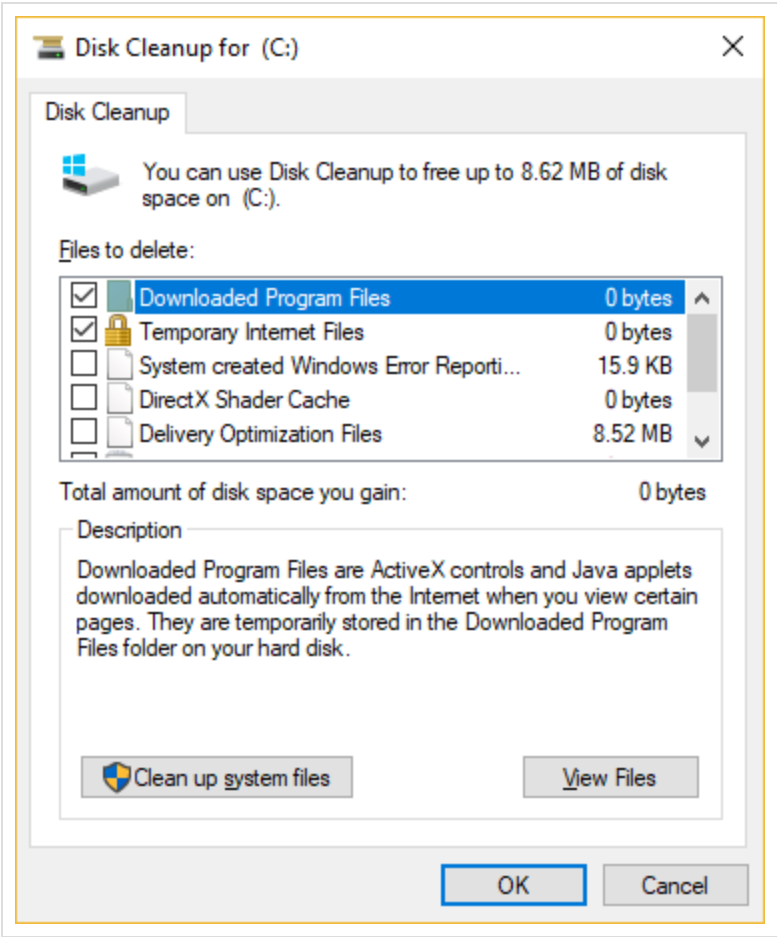 Disk Cleanup for (C:)
Disk Cleanup
You can use Disk Cleanup to free up to 8.62 MB of disk
space on (C:).
Files to delete:
Downloaded Program Files 0 bytes
Temporary Internet Files 0 bytes
System created Windows Error Reporti... 15.9 KB
DirectX Shader Cache 0 bytes
Delivery Optimization Files 8.52 MB
Total amount of disk space you gain: 0 bytes
Description
Downloaded Program Files are ActiveX controls and Java applets
downloaded automatically from the Internet when you view certain
pages. They are temporarily stored in the Downloaded Program
Files folder on your hard disk.
Clean up system files View Files
OK Cancel